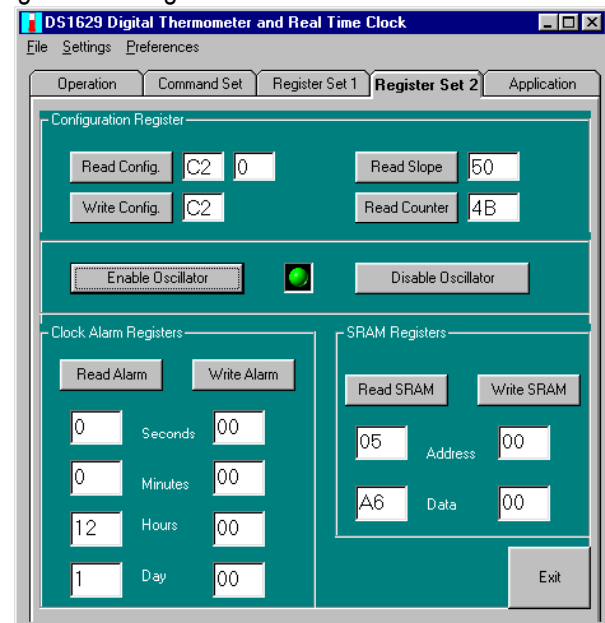 DS1629 Digital Thermometer and Real Time Clock
File Settings Preferences
Operation Command Set Register Set 1 Register Set 2 Application
Configuration Register
Read Config. C2 0 Read Slope 50
Write Config. C2 Read Counter 4B
Enable Oscillator Disable Oscillator
Clock Alarm Registers
Read Alarm Write Alarm
0 Seconds 00
0 Minutes 00
12 Hours 00
1 Day 00
SRAM Registers
Read SRAM Write SRAM
05 Address 00
A6 Data 00
Exit